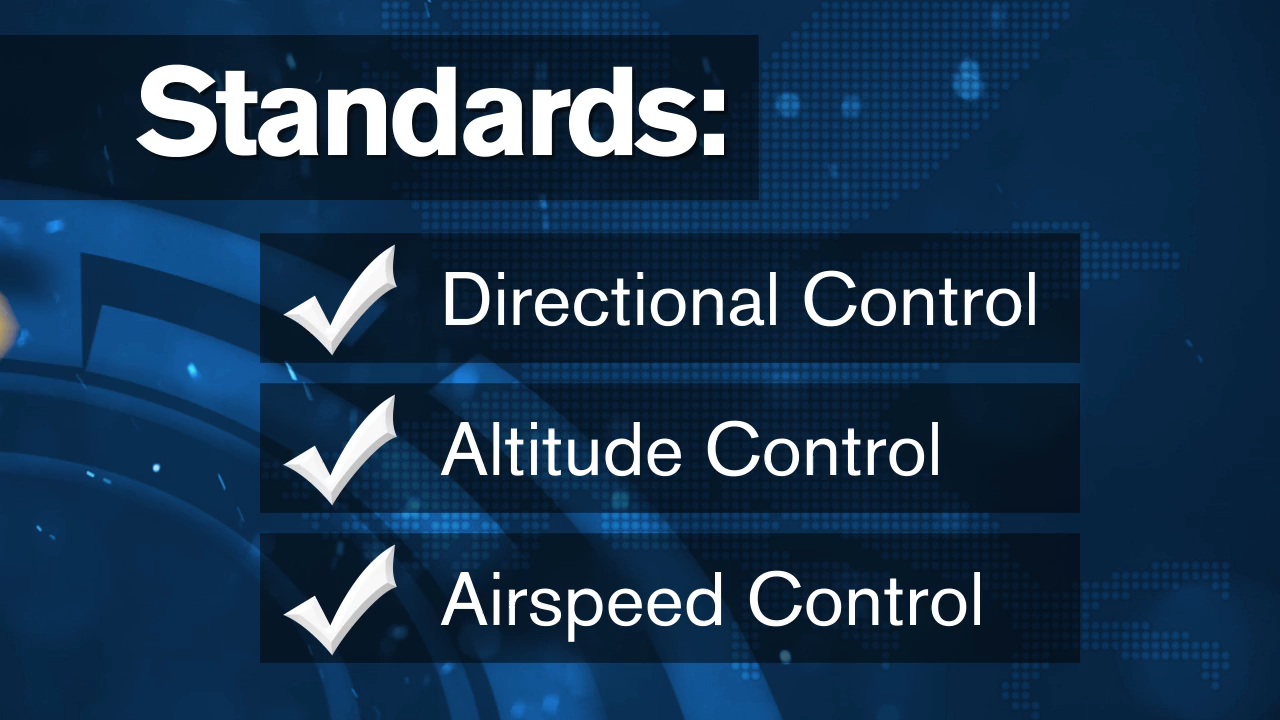 Standards:
Directional Control
Altitude Control
Airspeed Control